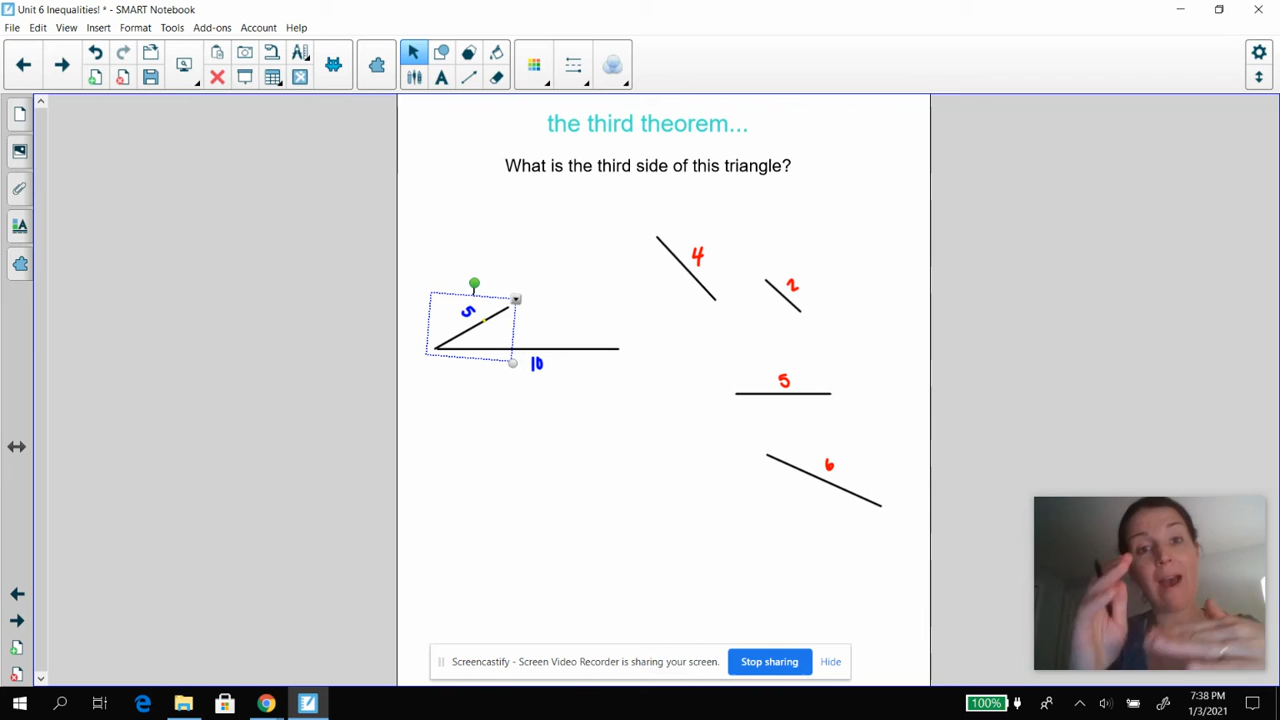 Unit 6 Inequalities! * - SMART Notebook
File Edit View Insert Format Tools Add-ons Account Help
the third theorem...
What is the third side of this triangle?
4
2
5
10
5
6
Screencastify - Screen Video Recorder is sharing your screen. Stop sharing Hide
100% 7:38 PM
1/3/2021